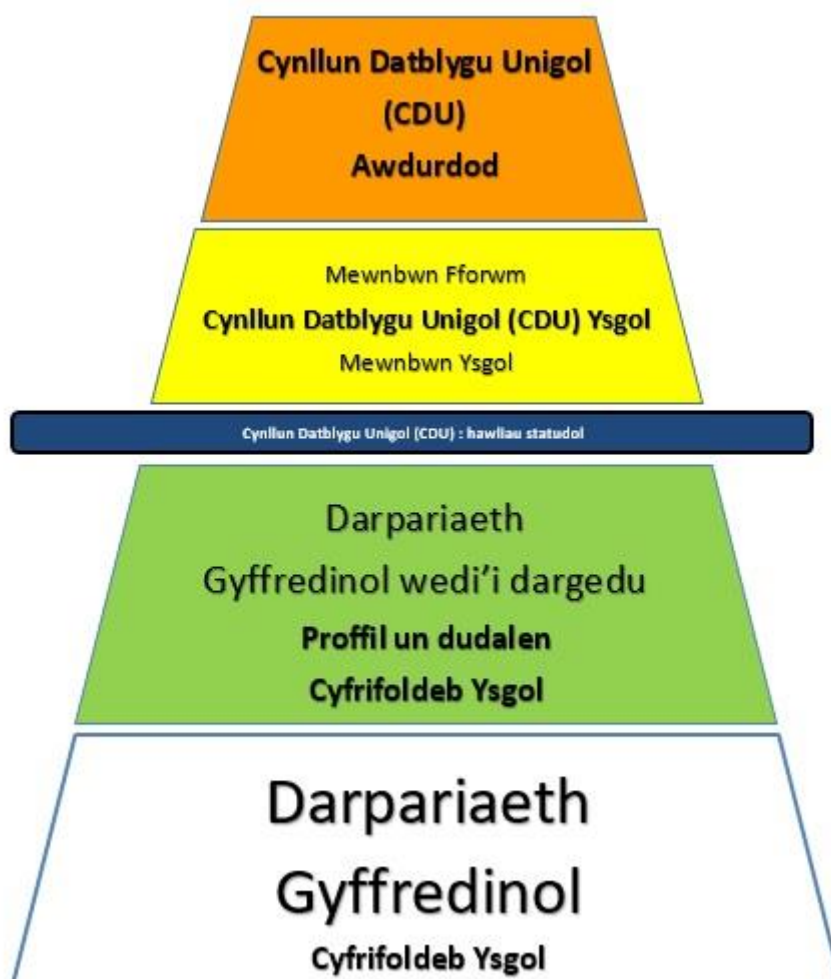 Cynllun Datblygu Unigol
(CDU)
Awdurdod
Mewnbwn Fforwm
Cynllun Datblygu Unigol (CDU) Ysgol
Mewnbwn Ysgol
Cynllun Datblygu Unigol (CDU) : hawliau statudol
Darpariaeth
Gyffredinol wedi’i dargedu
Proffil un dudalen
Cyfrifoldeb Ysgol
Darpariaeth
Gyffredinol
Cyfrifoldeb Ysgol